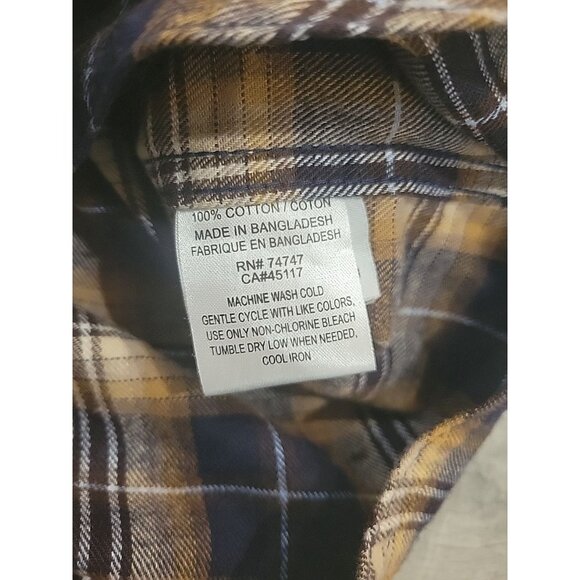 100% COTTON / COTON
MADE IN BANGLADESH
FABRIQUE EN BANGLADESH
RN# 74747
CA#45117
MACHINE WASH COLD
GENTLE CYCLE WITH LIKE COLORS,
USE ONLY NON-CHLORINE BLEACH
TUMBLE DRY LOW WHEN NEEDED,
COOL IRON